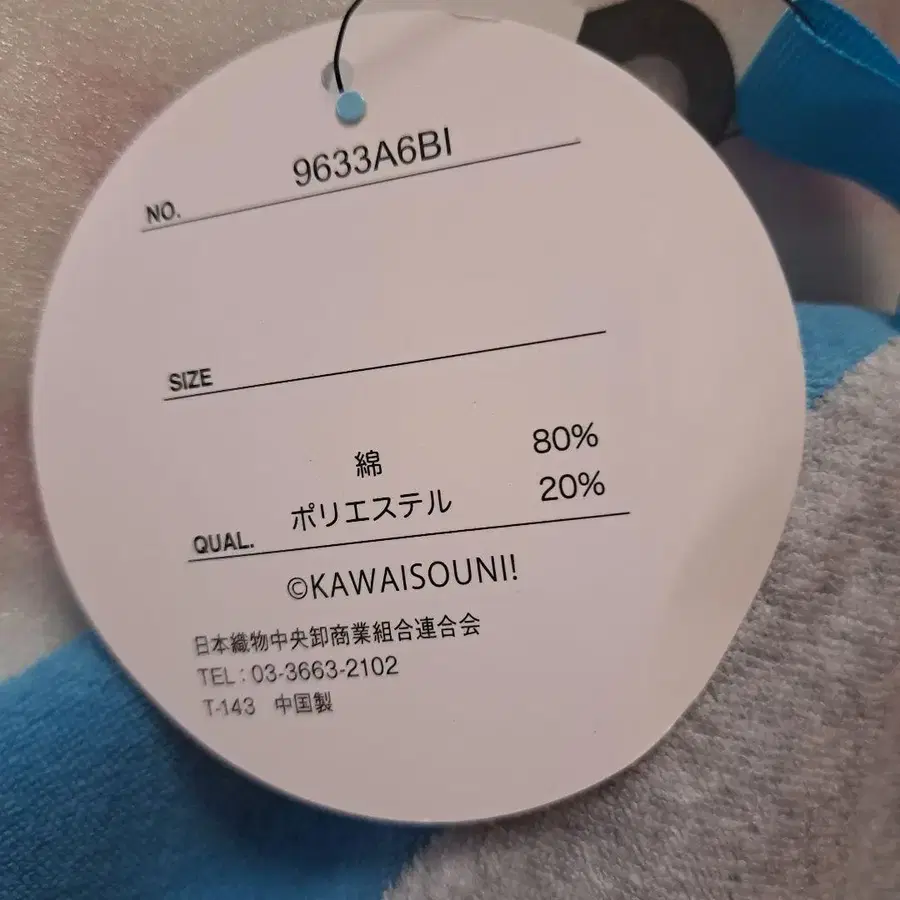 NO. 9633A6BI
SIZE
綿 80%
QUAL. ポリエステル 20%
©KAWAISOUNI!
日本織物中央卸商業組合連合会
TEL：03-3663-2102
T-143 中国製